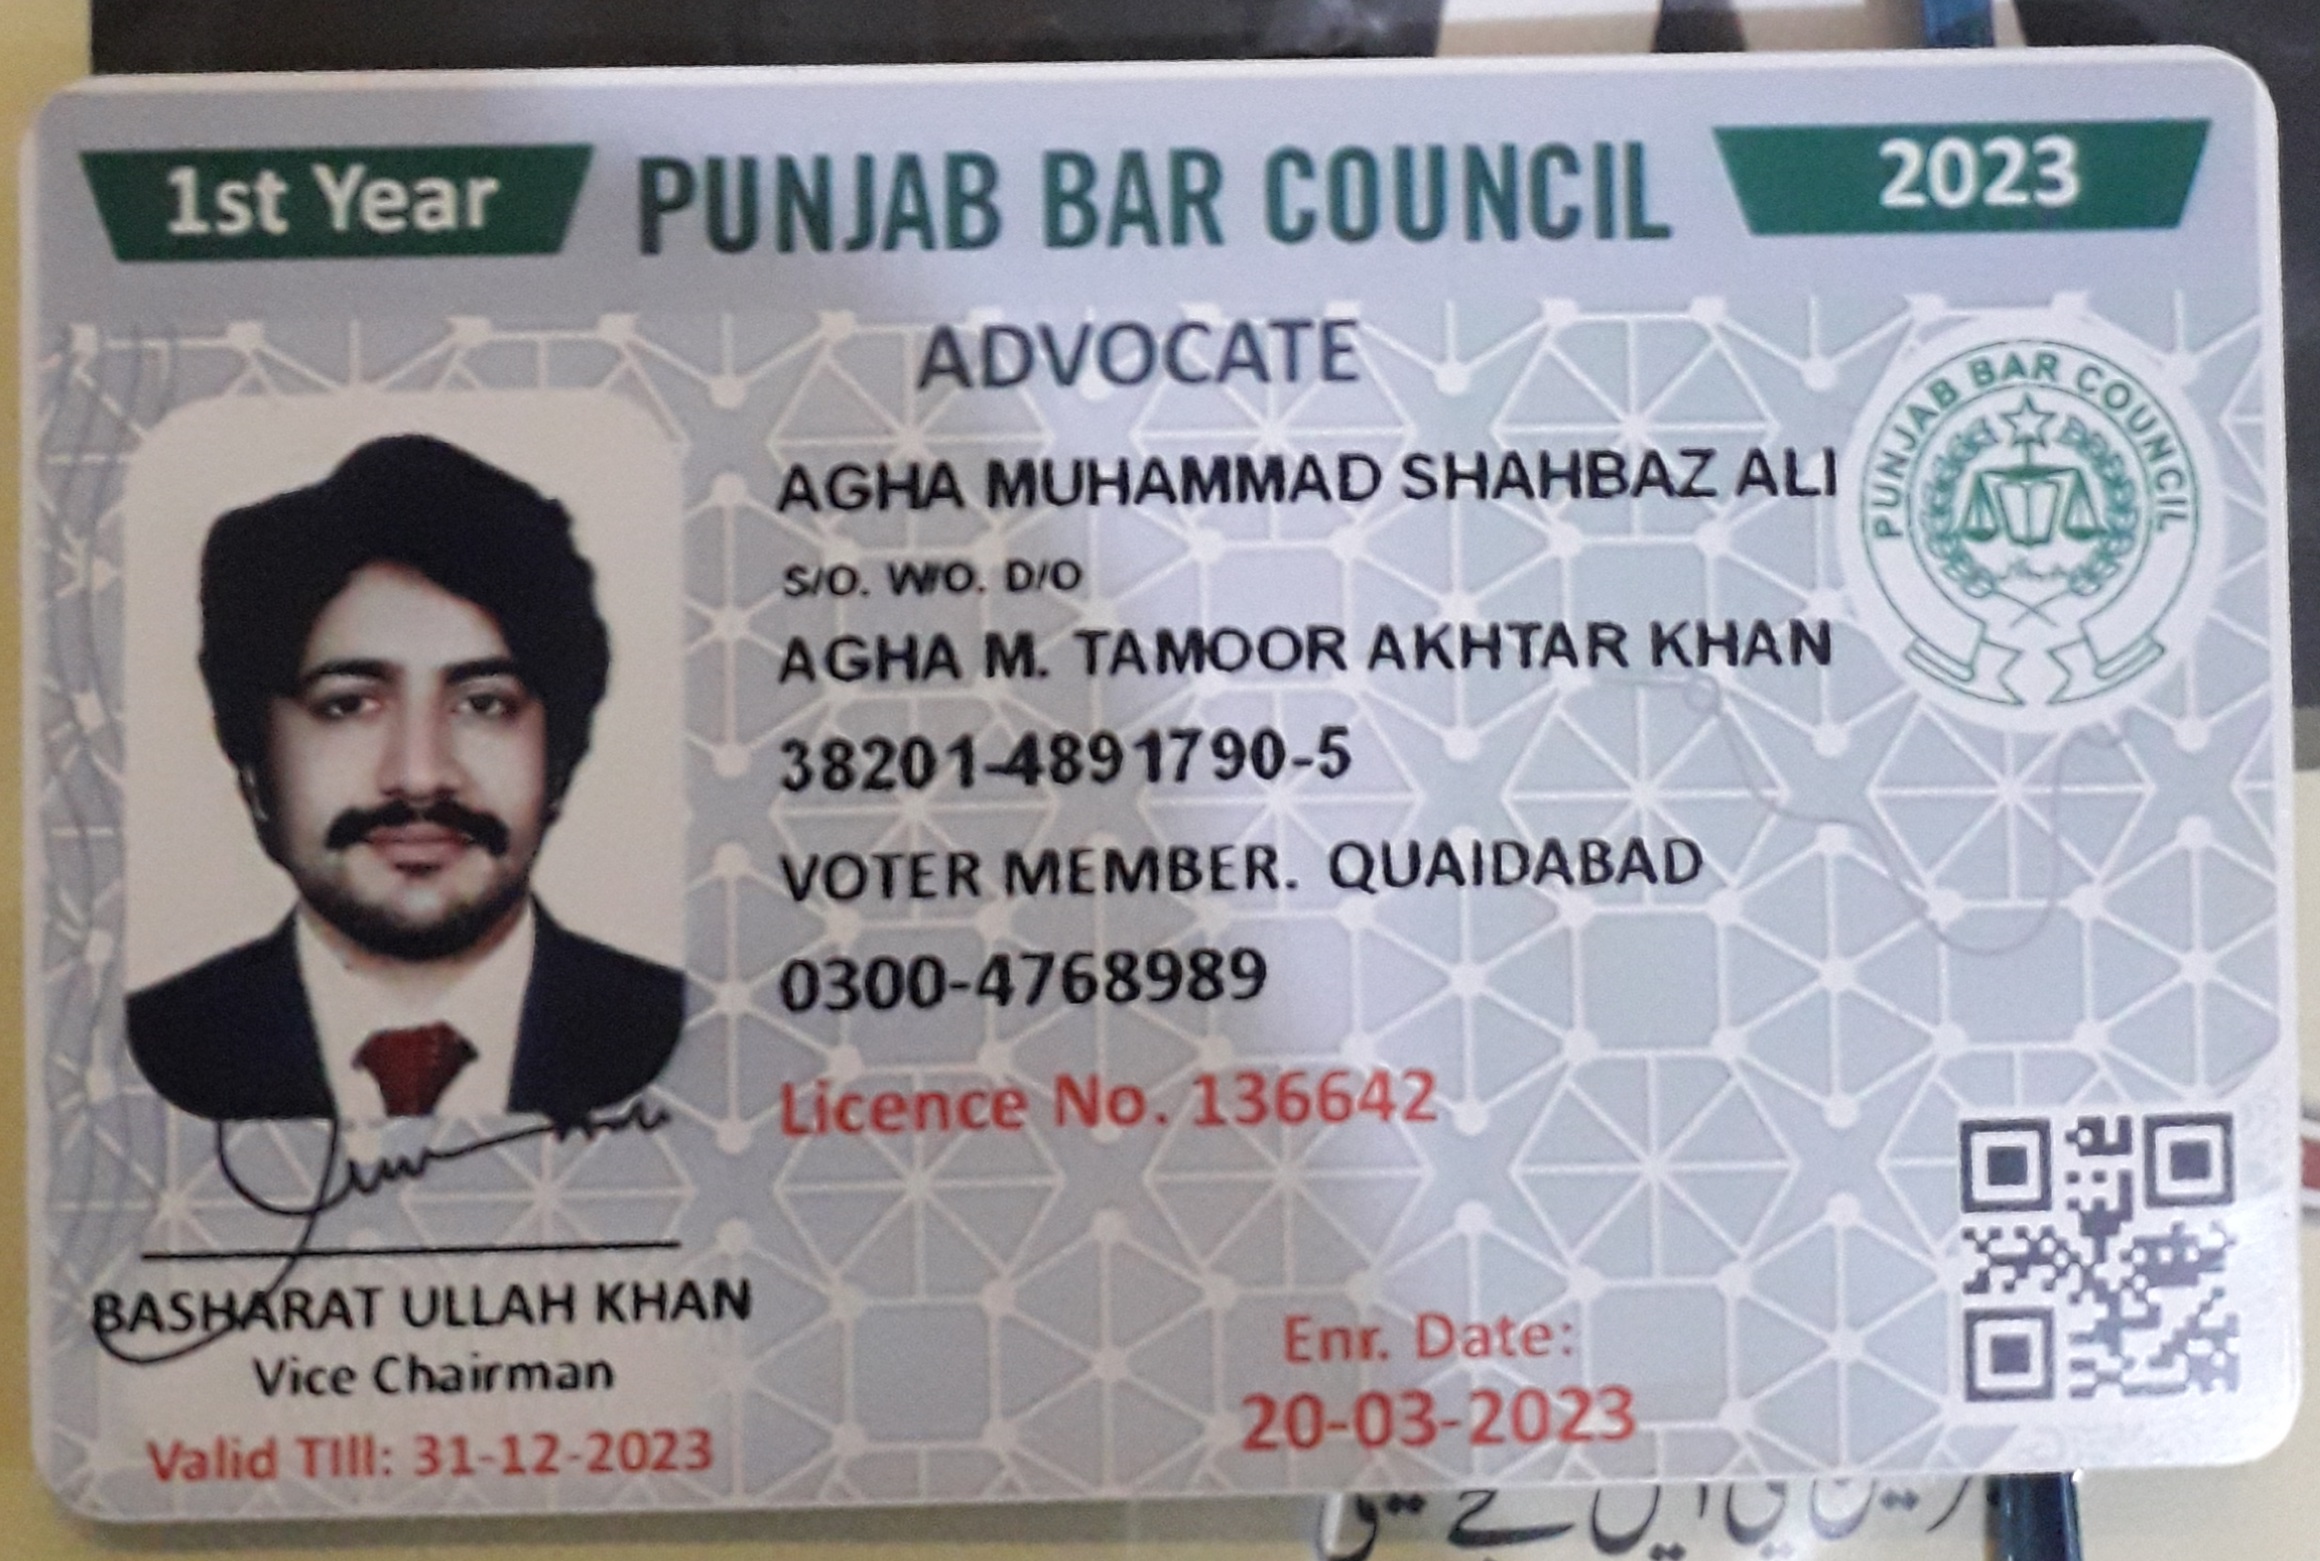 1st Year PUNJAB BAR COUNCIL 2023
ADVOCATE
PUNJAB BAR COUNCIL
AGHA MUHAMMAD SHAHBAZ ALI
S/O. W/O. D/O
AGHA M. TAMOOR AKHTAR KHAN
38201-4891790-5
VOTER MEMBER. QUAIDABAD
0300-4768989
Licence No. 136642
BASHARAT ULLAH KHAN
Vice Chairman
Valid TIll: 31-12-2023
Enr. Date:
20-03-2023